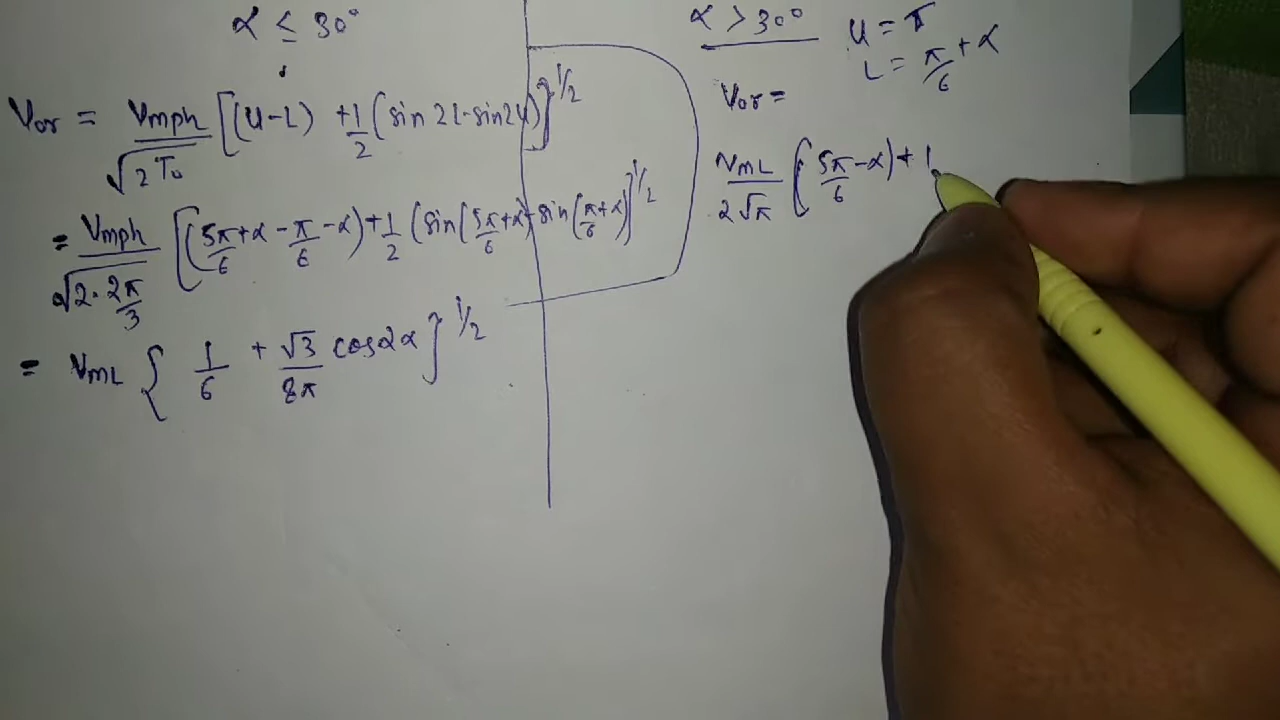 α ≤ 30°
Vor = Vmph/√(2T₀) [(U-L) + 1/2 (sin 2L - sin 2U)]^1/2
= Vmph/√(2·2π/3) [(5π/6 + α - π/6 - α) + 1/2 (sin(5π/6 + α) - sin(π/6 + α)]^1/2
= VmL { 1/6 + √3/8π cos2α }^1/2
α > 30°
U = π
L = π/6 + α
Vor =
VmL/2√π [(5π/6 - α) + 1